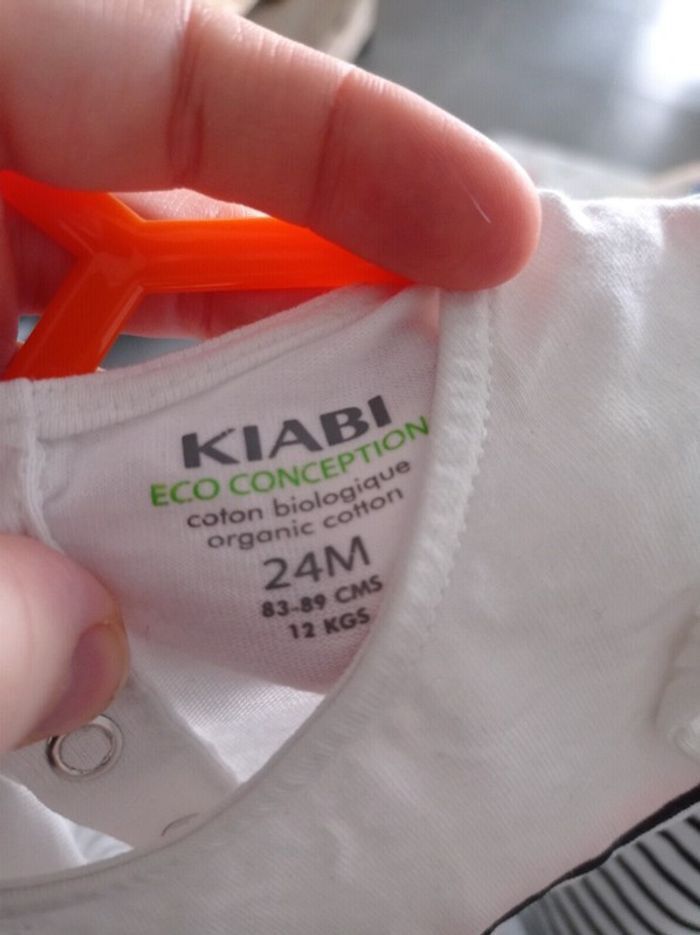 KIABI
ECO CONCEPTION
coton biologique
organic cotton
24M
83-89 CMS
12 KGS